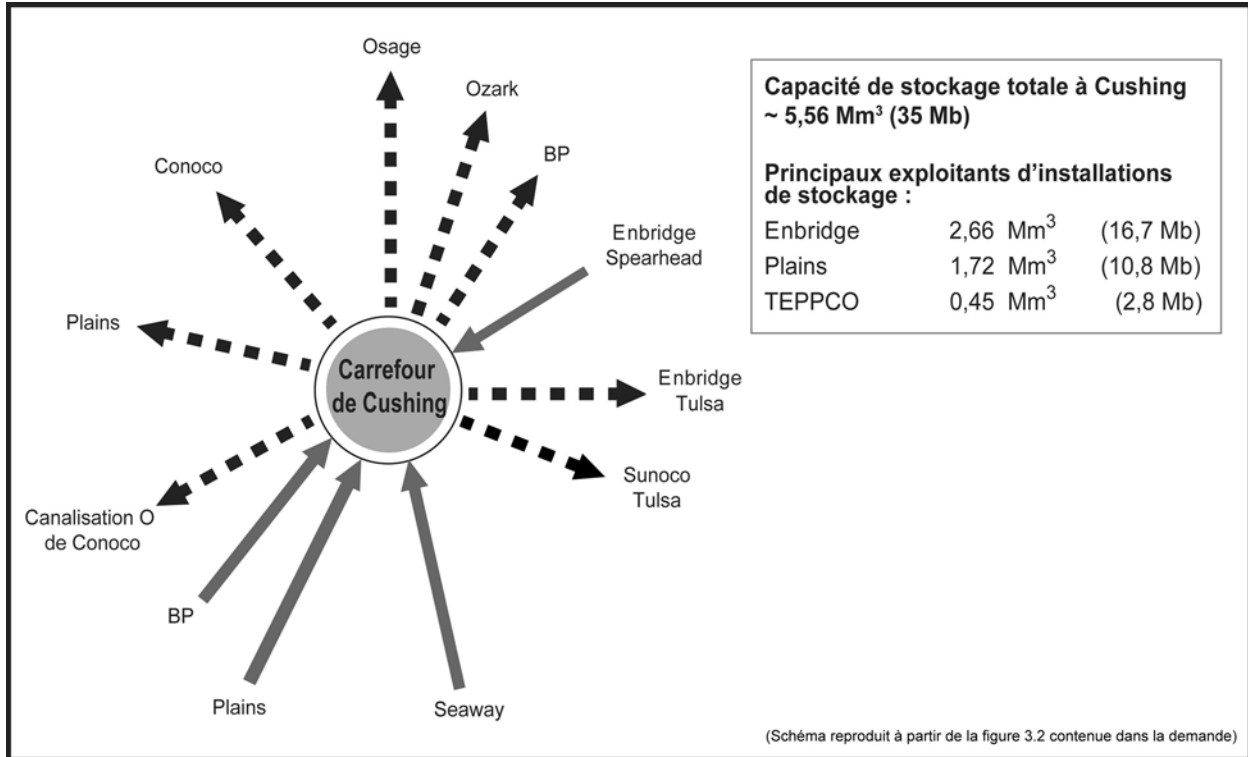 Osage
Ozark
BP
Conoco
Enbridge
Spearhead
Plains
Carrefour
de Cushing
Enbridge
Tulsa
Sunoco
Tulsa
Canalisation O
de Conoco
BP
Plains
Seaway
Capacité de stockage totale à Cushing
~ 5,56 Mm³ (35 Mb)
Principaux exploitants d'installations
de stockage :
Enbridge 2,66 Mm³ (16,7 Mb)
Plains 1,72 Mm³ (10,8 Mb)
TEPPCO 0,45 Mm³ (2,8 Mb)
(Schéma reproduit à partir de la figure 3.2 contenue dans la demande)